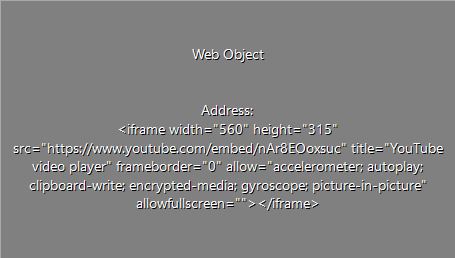 Web Object
Address:
<iframe width="560" height="315"
src="https://www.youtube.com/embed/nAr8EOoxsuc" title="YouTube
video player" frameborder="0" allow="accelerometer; autoplay;
clipboard-write; encrypted-media; gyroscope; picture-in-picture"
allowfullscreen=""></iframe>